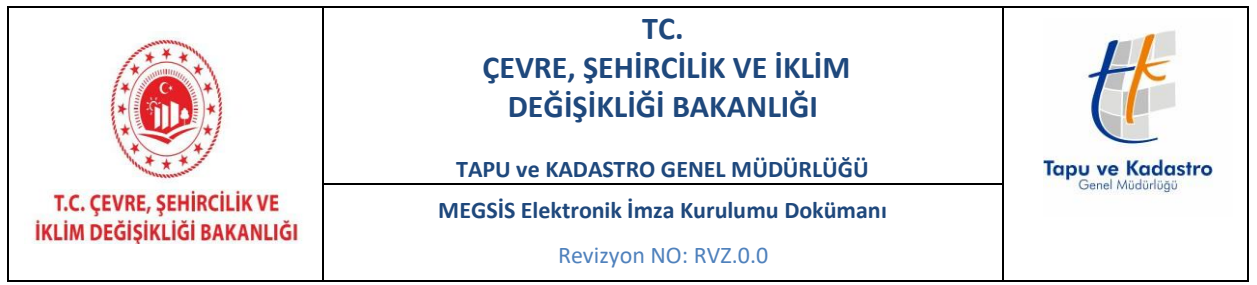 T.C. ÇEVRE, ŞEHİRCİLİK VE
İKLİM DEĞİŞİKLİĞİ BAKANLIĞI
TC.
ÇEVRE, ŞEHİRCİLİK VE İKLİM
DEĞİŞİKLİĞİ BAKANLIĞI
TAPU ve KADASTRO GENEL MÜDÜRLÜĞÜ
MEGSİS Elektronik İmza Kurulumu Dokümanı
Revizyon NO: RVZ.0.0
Tapu ve Kadastro
Genel Müdürlüğü